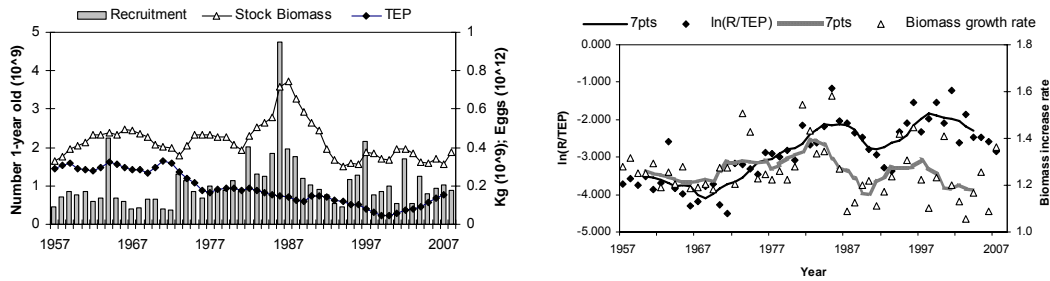 Recruitment Stock Biomass TEP
5
4
3
2
1
0
Number 1-year old (10^9)
1
0.8
0.6
0.4
0.2
0
Kg (10^9); Eggs (10^12)
1957 1967 1977 1987 1997 2007
7pts ln(R/TEP) 7pts Biomass growth rate
0.000
-1.000
-2.000
-3.000
-4.000
-5.000
ln(R/TEP)
1.8
1.6
1.4
1.2
1.0
Biomass increase rate
1957 1967 1977 1987 1997 2007
Year